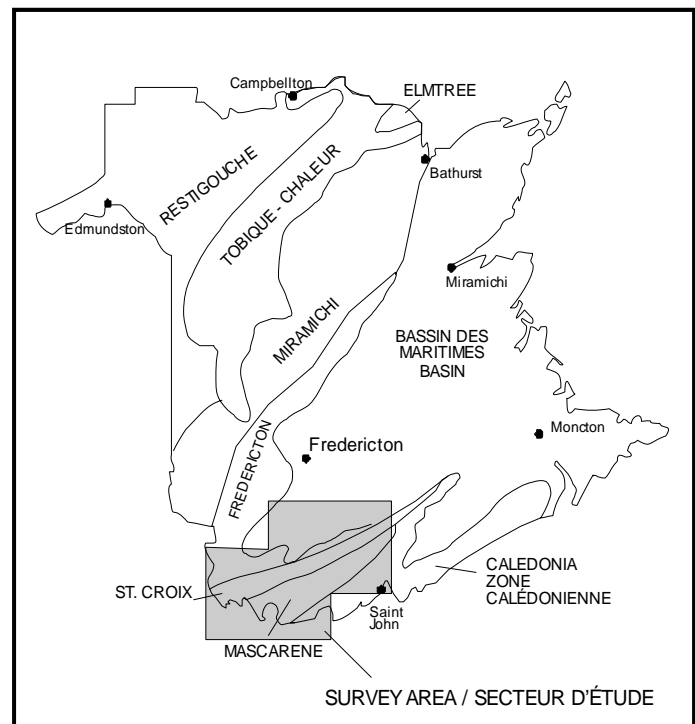 Campbellton
ELMTREE
RESTIGOUCHE
TOBIQUE - CHALEUR
Bathurst
Edmundston
Miramichi
MIRAMICHI
BASSIN DES
MARITIMES
BASIN
Moncton
FREDERICTON
Fredericton
CALEDONIA
ZONE
CALÉDONIENNE
ST. CROIX
Saint
John
MASCARENE
SURVEY AREA / SECTEUR D'ÉTUDE